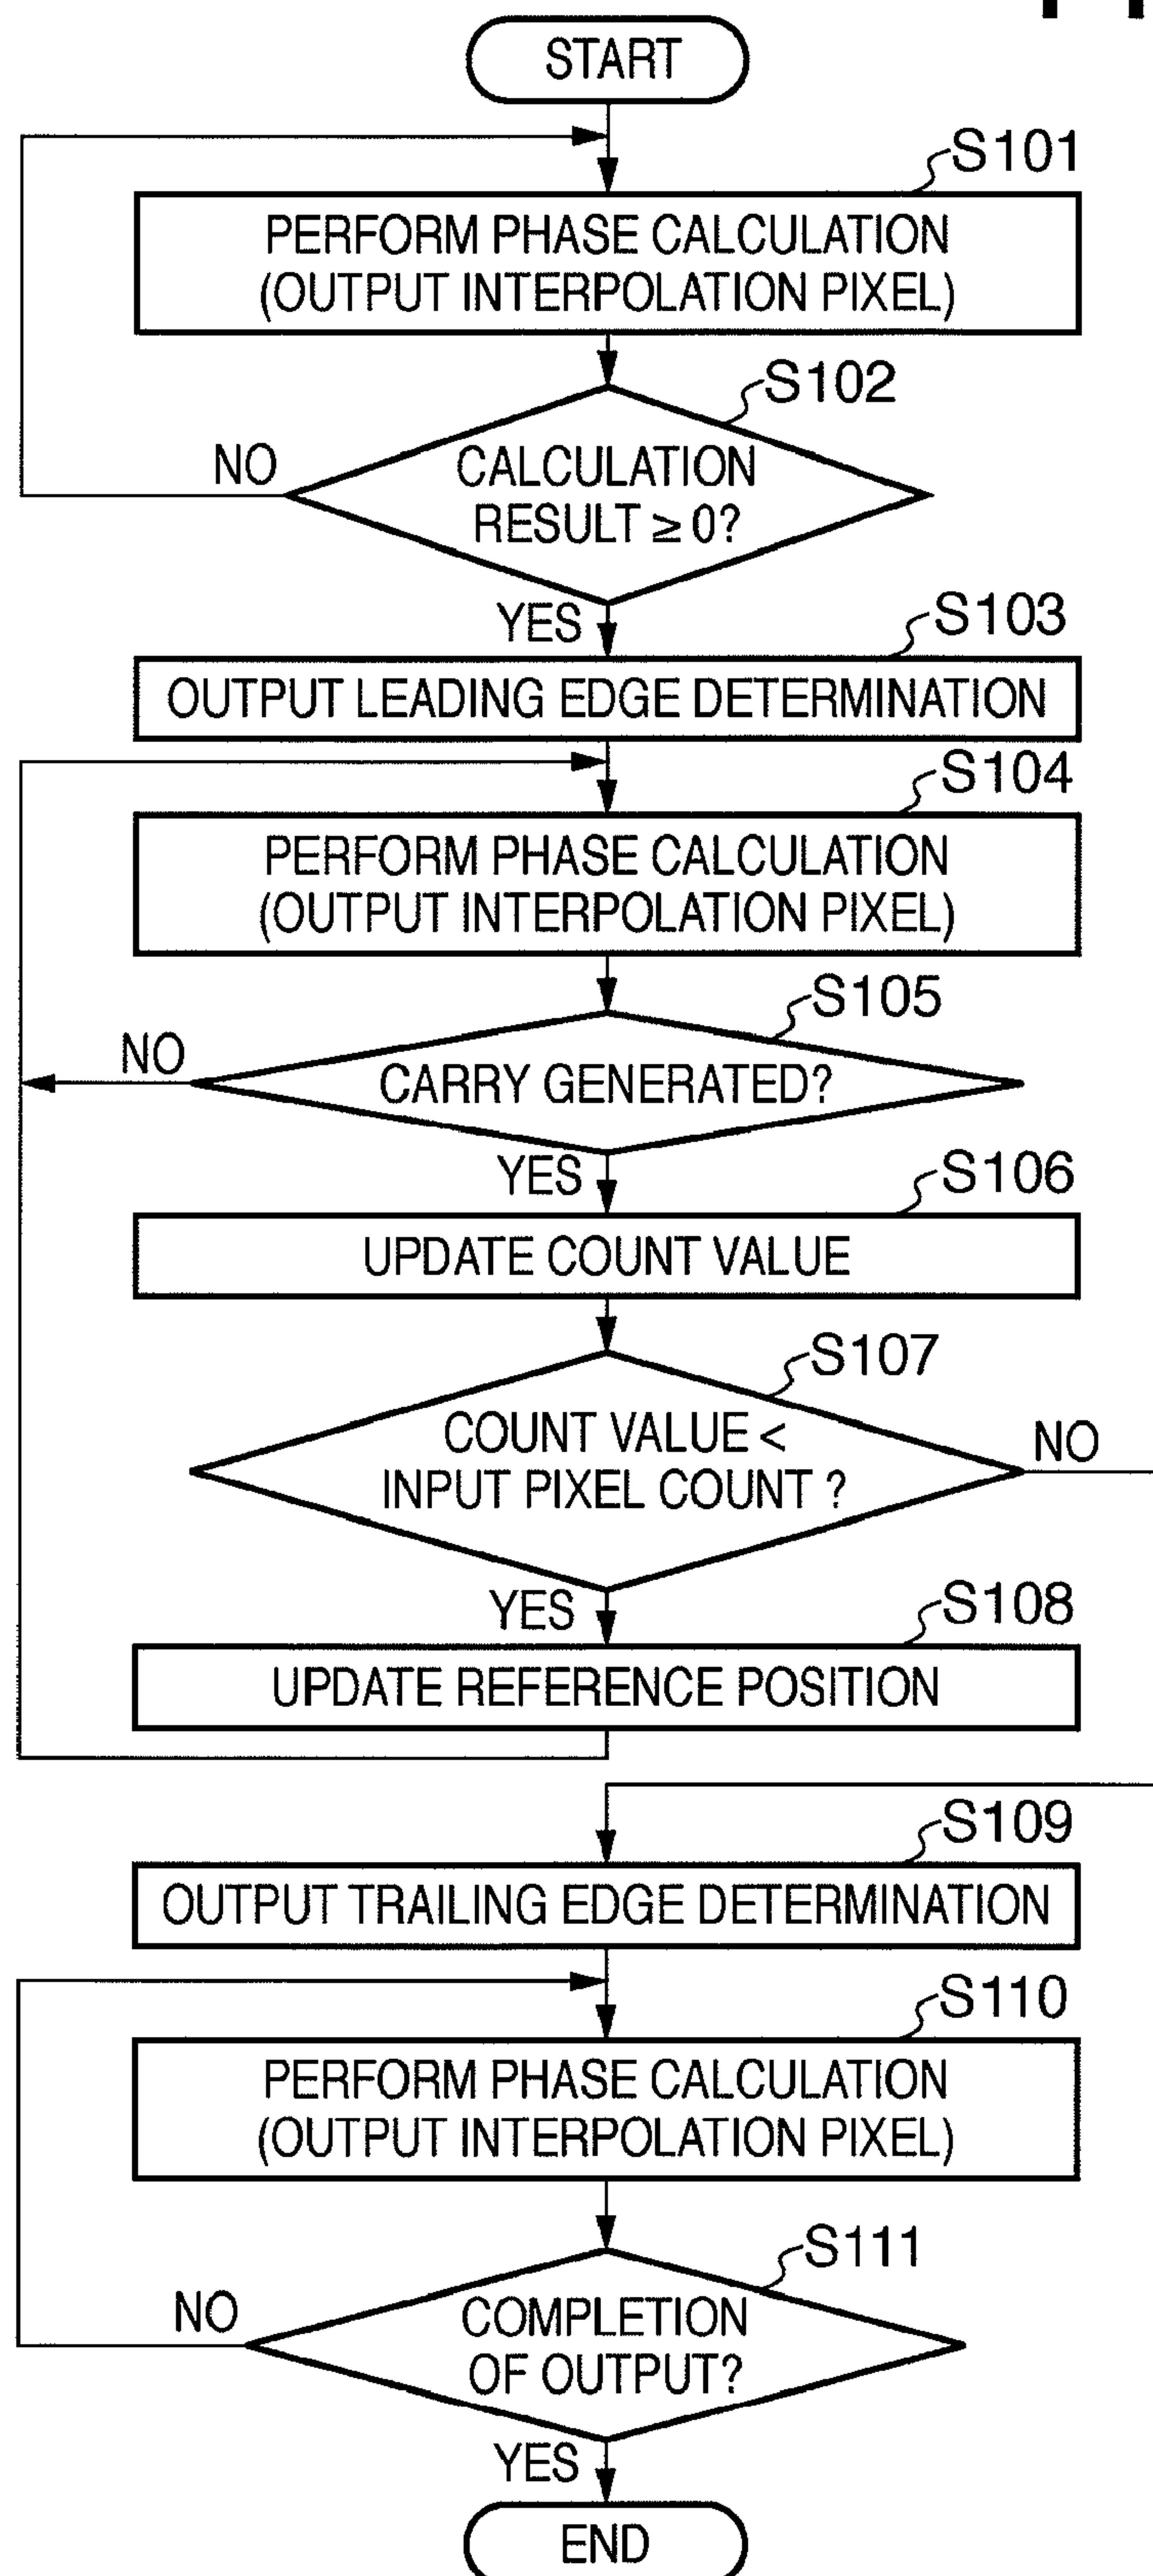 START
S101
PERFORM PHASE CALCULATION
(OUTPUT INTERPOLATION PIXEL)
S102
CALCULATION
RESULT ≥ 0?
NO
YES
S103
OUTPUT LEADING EDGE DETERMINATION
S104
PERFORM PHASE CALCULATION
(OUTPUT INTERPOLATION PIXEL)
S105
NO
CARRY GENERATED?
YES
S106
UPDATE COUNT VALUE
S107
COUNT VALUE <
INPUT PIXEL COUNT ?
NO
YES
S108
UPDATE REFERENCE POSITION
S109
OUTPUT TRAILING EDGE DETERMINATION
S110
PERFORM PHASE CALCULATION
(OUTPUT INTERPOLATION PIXEL)
S111
NO
COMPLETION
OF OUTPUT?
YES
END